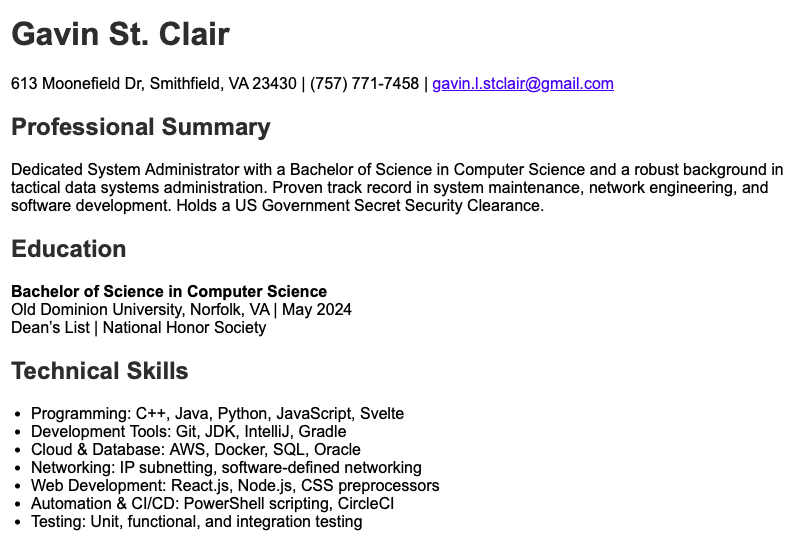 Gavin St. Clair
613 Moonefield Dr, Smithfield, VA 23430 | (757) 771-7458 | gavin.l.stclair@gmail.com
Professional Summary
Dedicated System Administrator with a Bachelor of Science in Computer Science and a robust background in
tactical data systems administration. Proven track record in system maintenance, network engineering, and
software development. Holds a US Government Secret Security Clearance.
Education
Bachelor of Science in Computer Science
Old Dominion University, Norfolk, VA | May 2024
Dean’s List | National Honor Society
Technical Skills
• Programming: C++, Java, Python, JavaScript, Svelte
• Development Tools: Git, JDK, IntelliJ, Gradle
• Cloud & Database: AWS, Docker, SQL, Oracle
• Networking: IP subnetting, software-defined networking
• Web Development: React.js, Node.js, CSS preprocessors
• Automation & CI/CD: PowerShell scripting, CircleCI
• Testing: Unit, functional, and integration testing